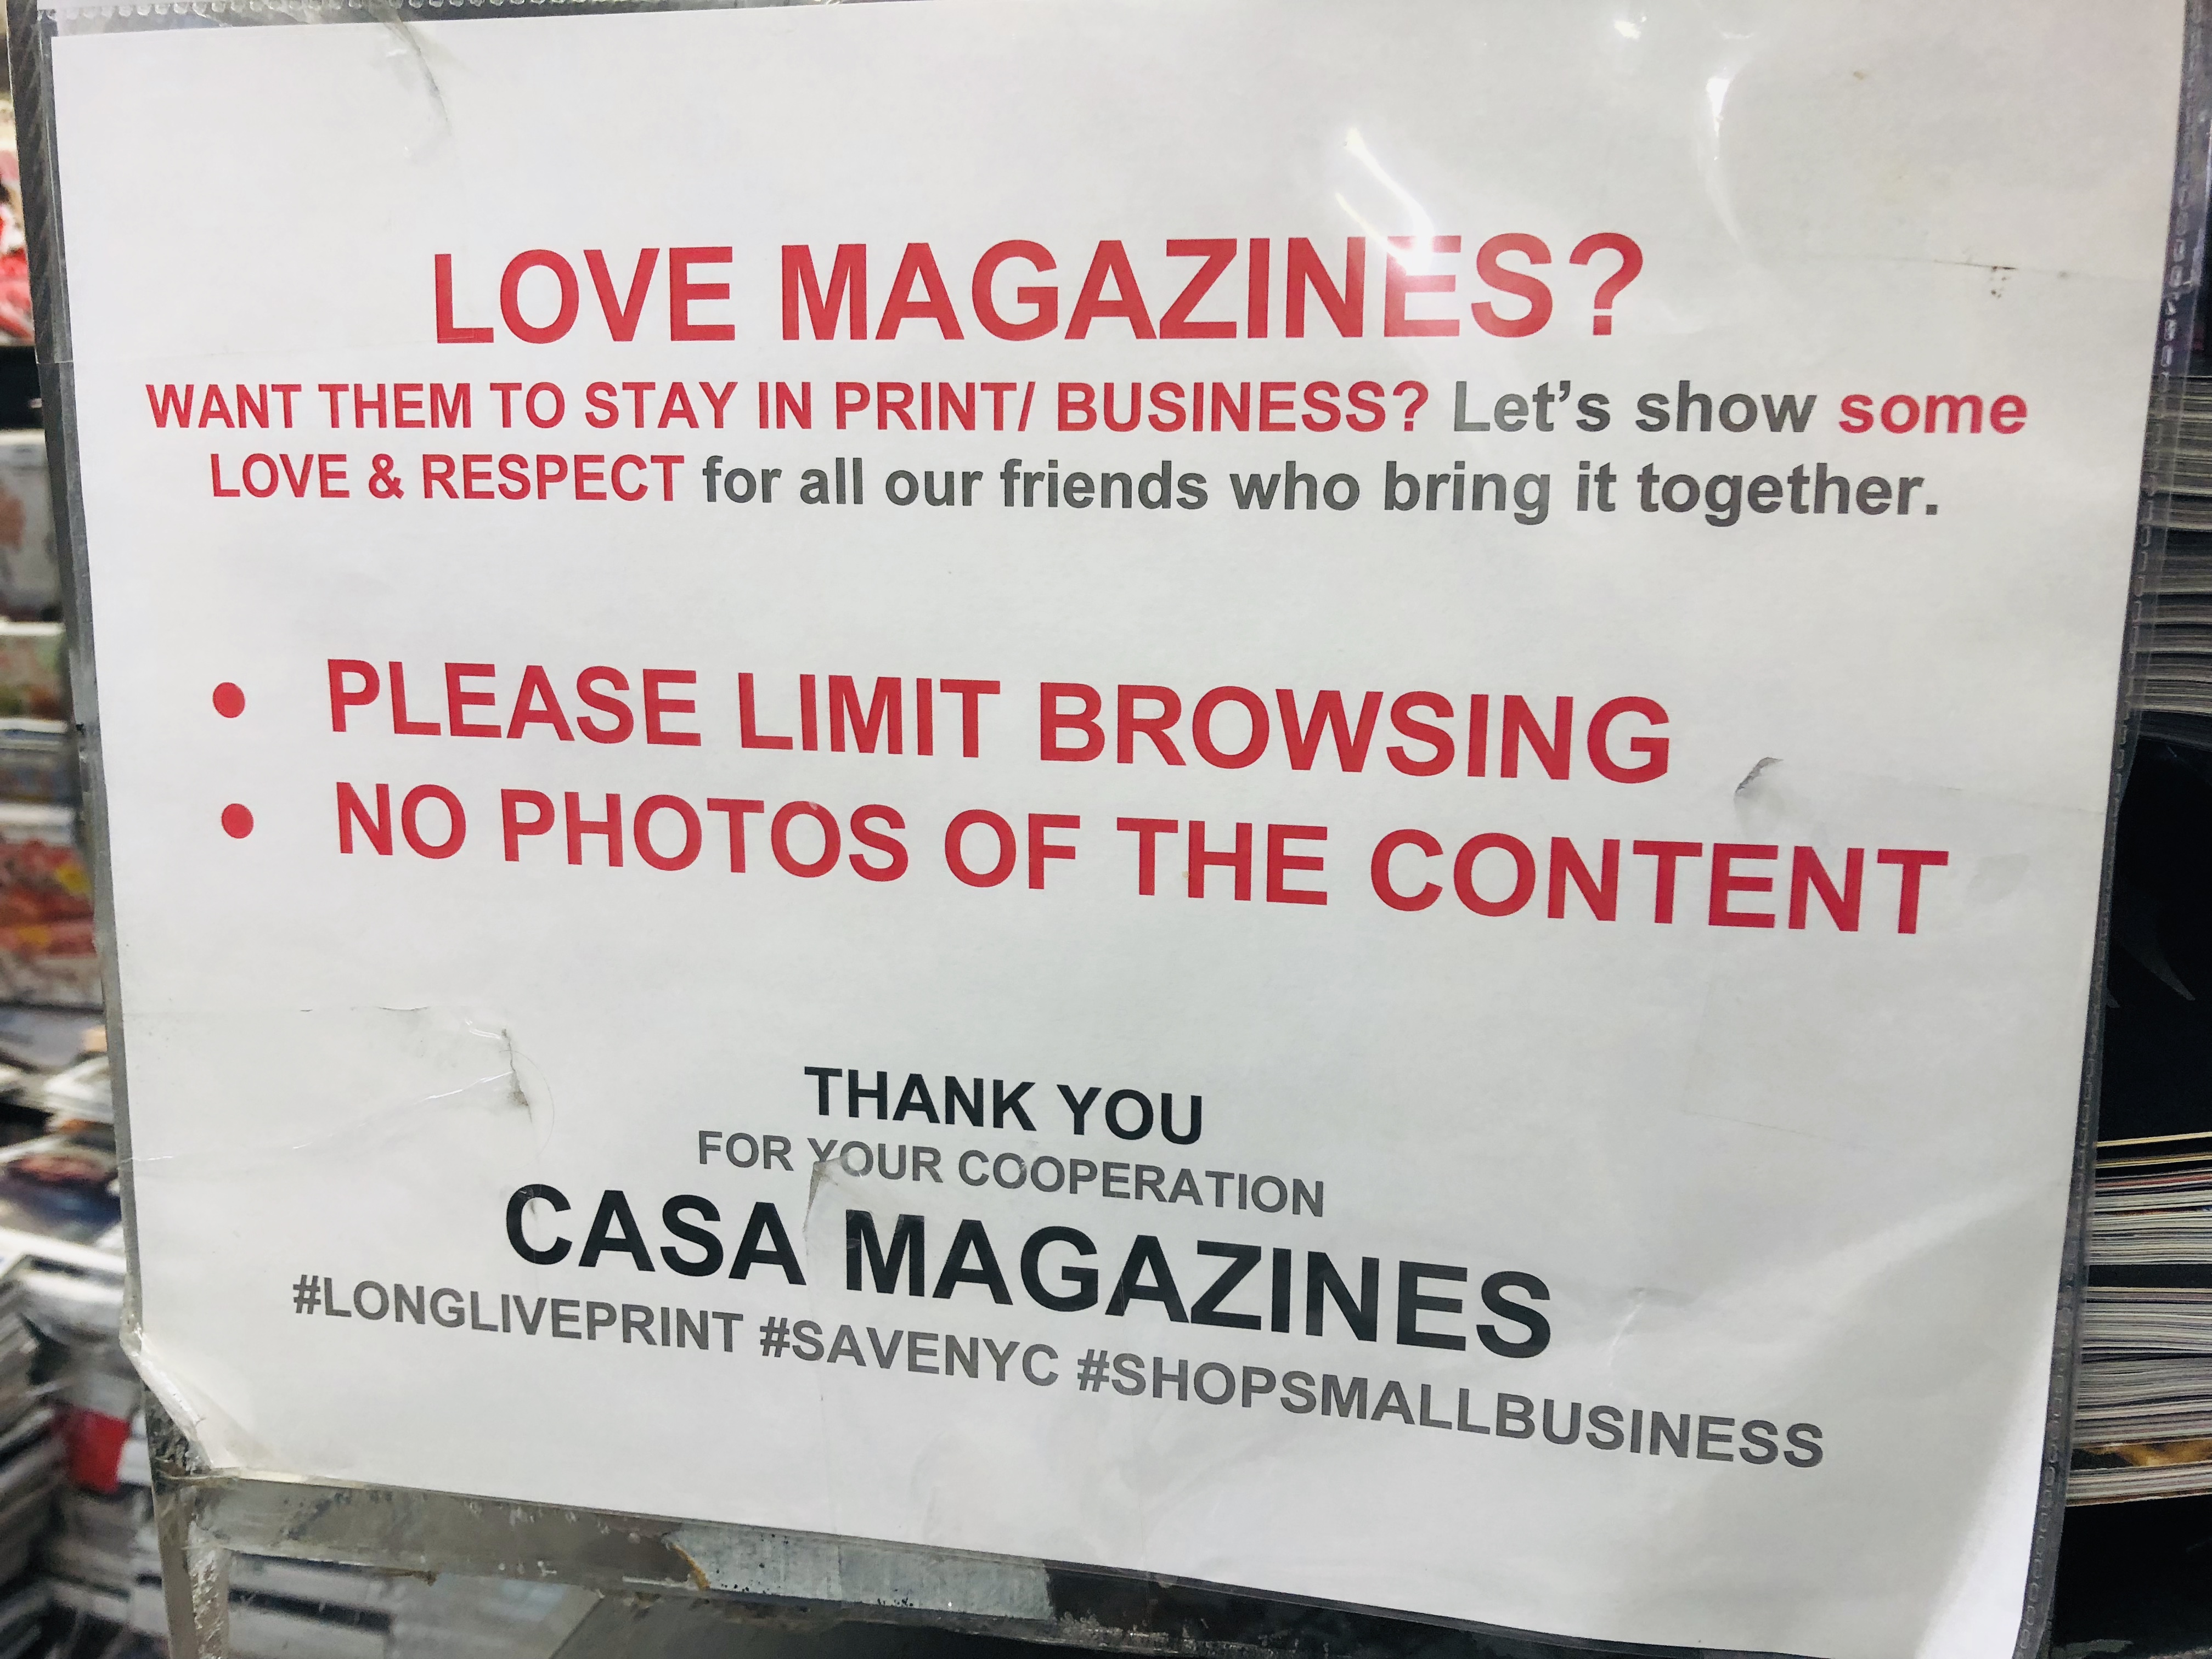 LOVE MAGAZINES?
WANT THEM TO STAY IN PRINT/ BUSINESS? Let's show some
LOVE & RESPECT for all our friends who bring it together.
• PLEASE LIMIT BROWSING
• NO PHOTOS OF THE CONTENT
THANK YOU
FOR YOUR COOPERATION
CASA MAGAZINES
#LONGLIVEPRINT #SAVENYC #SHOPSMALLBUSINESS